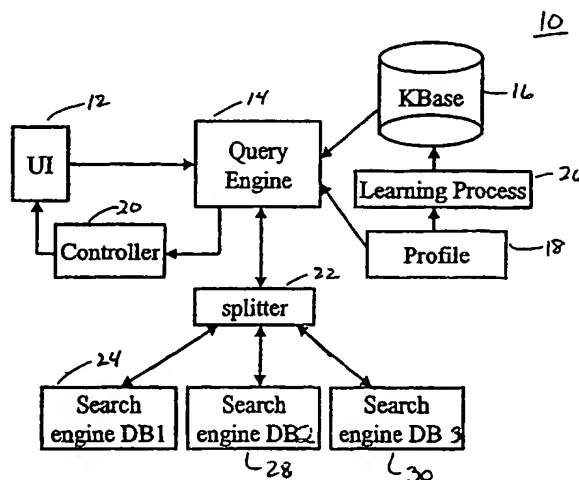 10
12
14
16
KBase
UI
Query
Engine
20
Learning Process
26
Controller
Profile
18
22
splitter
24
Search
engine DB1
Search
engine DB2
Search
engine DB 3
28
30